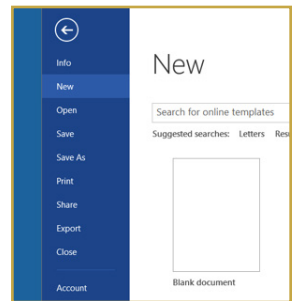 Info
New
Open
Save
Save As
Print
Share
Export
Close
Account
New
Search for online templates
Suggested searches: Letters
Blank document